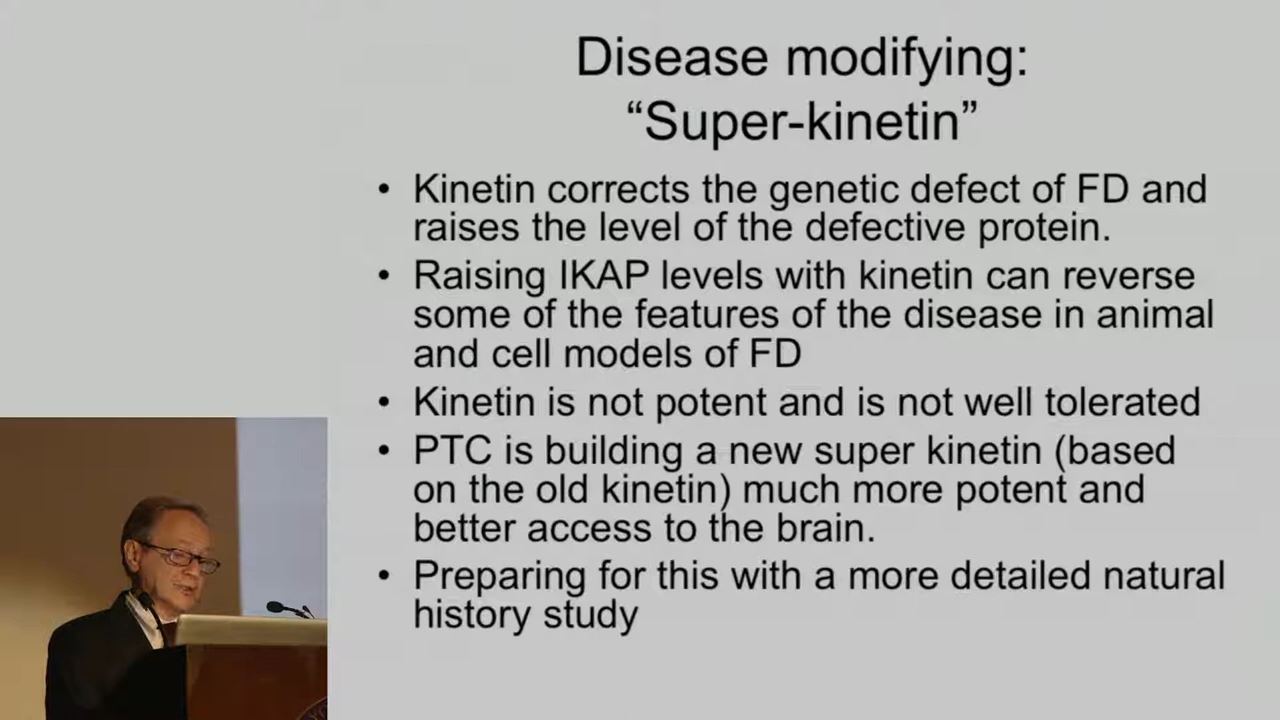 Disease modifying:
“Super-kinetin”
• Kinetin corrects the genetic defect of FD and
raises the level of the defective protein.
• Raising IKAP levels with kinetin can reverse
some of the features of the disease in animal
and cell models of FD
• Kinetin is not potent and is not well tolerated
• PTC is building a new super kinetin (based
on the old kinetin) much more potent and
better access to the brain.
• Preparing for this with a more detailed natural
history study